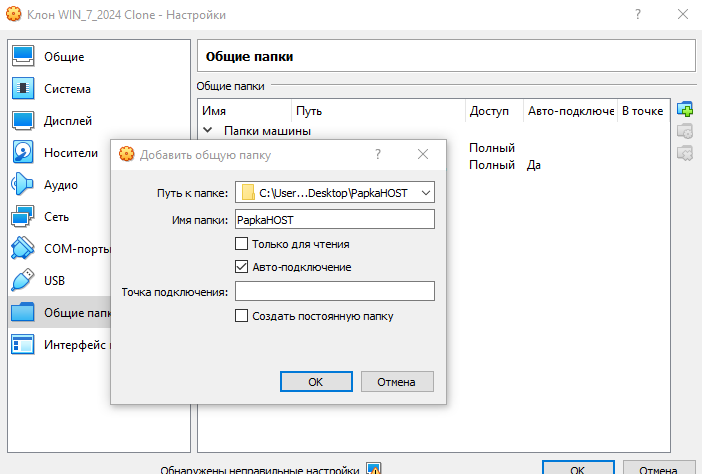 Клон WIN_7_2024 Clone - Настройки
?
Общие
Система
Дисплей
Носители
Аудио
Сеть
COM-порты
USB
Общие пап
Интерфейс
Общие папки
Общие папки
Имя Путь Доступ Авто-подключе В точке
Папки машины
Полный
Полный Да
Добавить общую папку
?
Путь к папке: C:\User...Desktop\PapkaHOST
Имя папки: PapkaHOST
Только для чтения
Авто-подключение
Точка подключения:
Создать постоянную папку
OK Отмена
Обнаружены неправильные настройки
OK Отмена